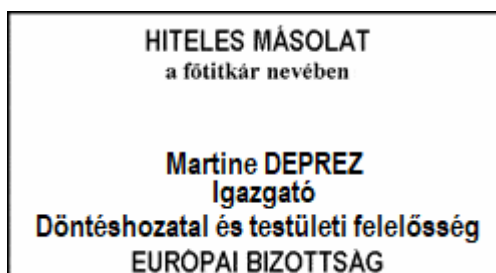 HITELES MÁSOLAT
a főtitkár nevében
Martine DEPREZ
Igazgató
Döntéshozatal és testületi felelősség
EURÓPAI BIZOTTSÁG